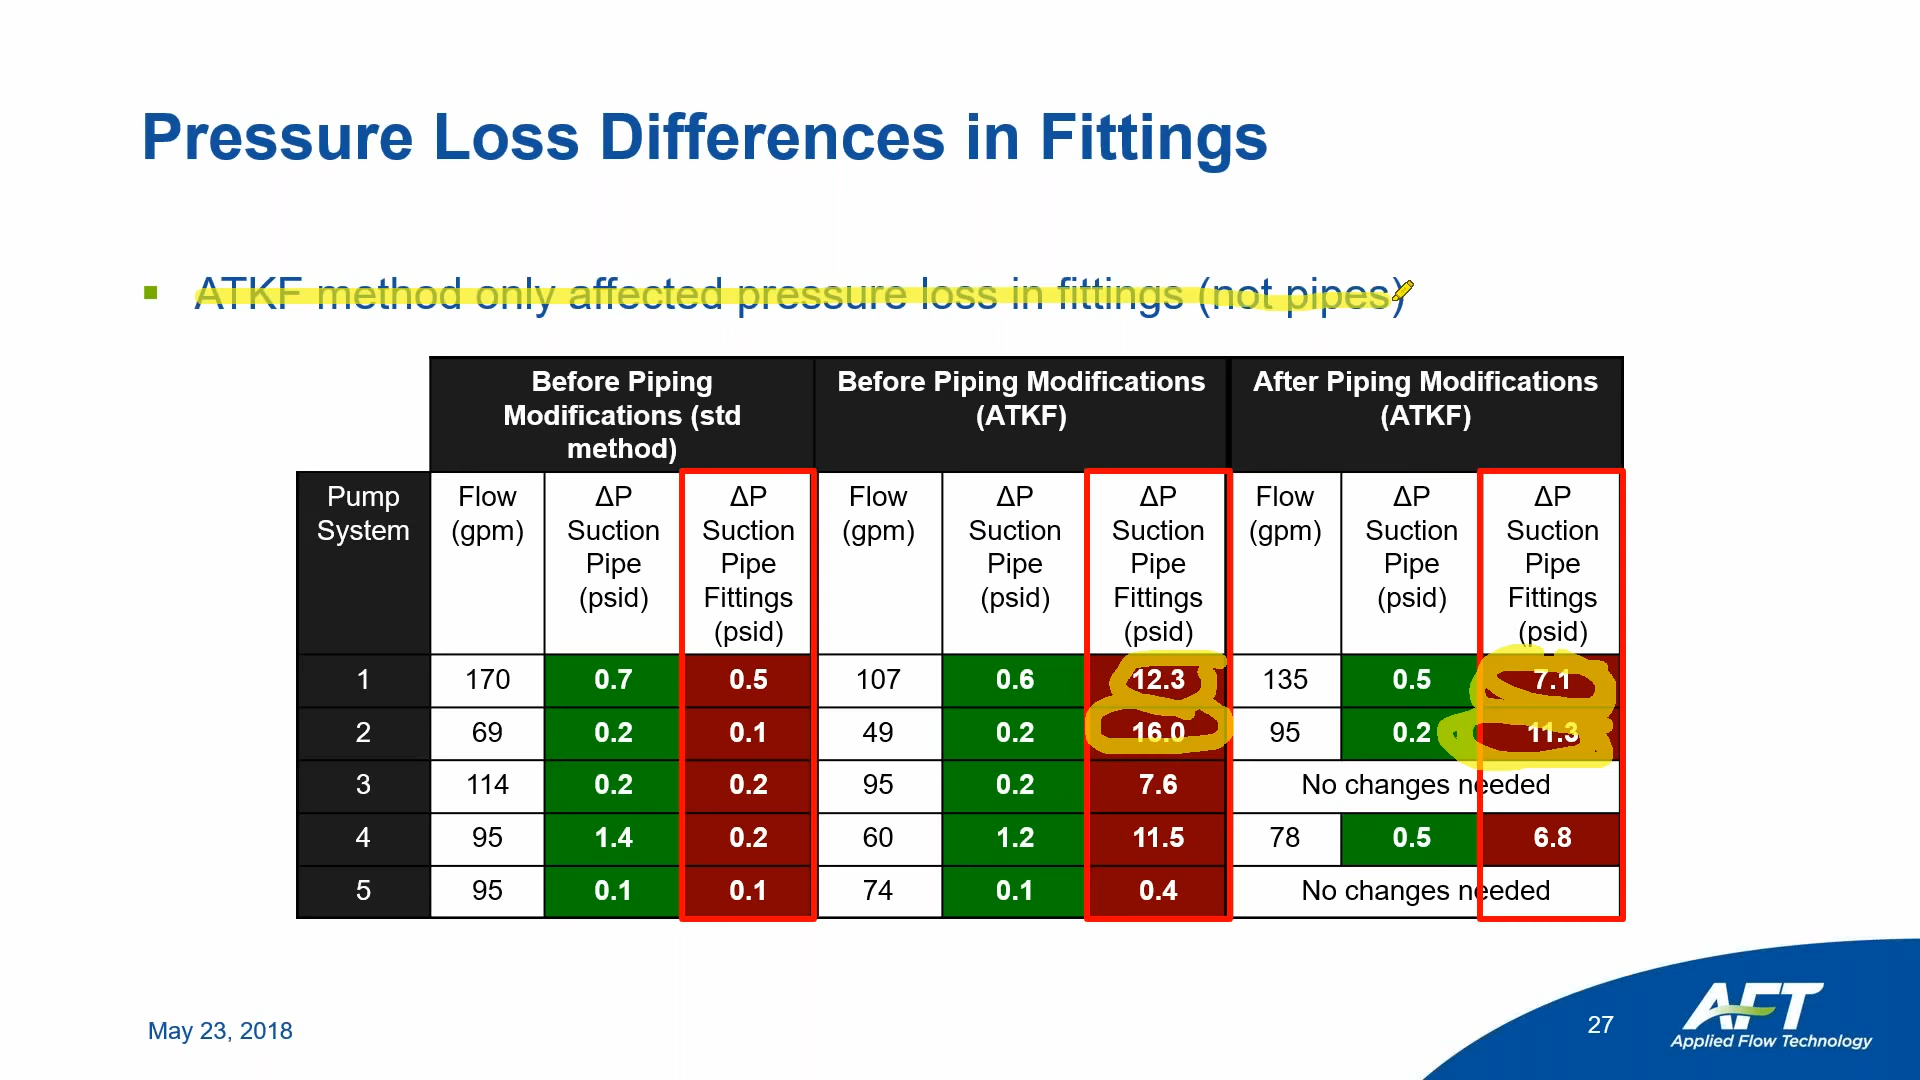 Pressure Loss Differences in Fittings
ATKF method only affected pressure loss in fittings (not pipes)
Before Piping Modifications (std method)
Before Piping Modifications (ATKF)
After Piping Modifications (ATKF)
Pump System
Flow (gpm)
ΔP Suction Pipe (psid)
ΔP Suction Pipe Fittings (psid)
Flow (gpm)
ΔP Suction Pipe (psid)
ΔP Suction Pipe Fittings (psid)
Flow (gpm)
ΔP Suction Pipe (psid)
ΔP Suction Pipe Fittings (psid)
1 170 0.7 0.5 107 0.6 12.3 135 0.5 7.1
2 69 0.2 0.1 49 0.2 16.0 95 0.2 11.3
3 114 0.2 0.2 95 0.2 7.6 No changes needed
4 95 1.4 0.2 60 1.2 11.5 78 0.5 6.8
5 95 0.1 0.1 74 0.1 0.4 No changes needed
May 23, 2018
27
AFT
Applied Flow Technology